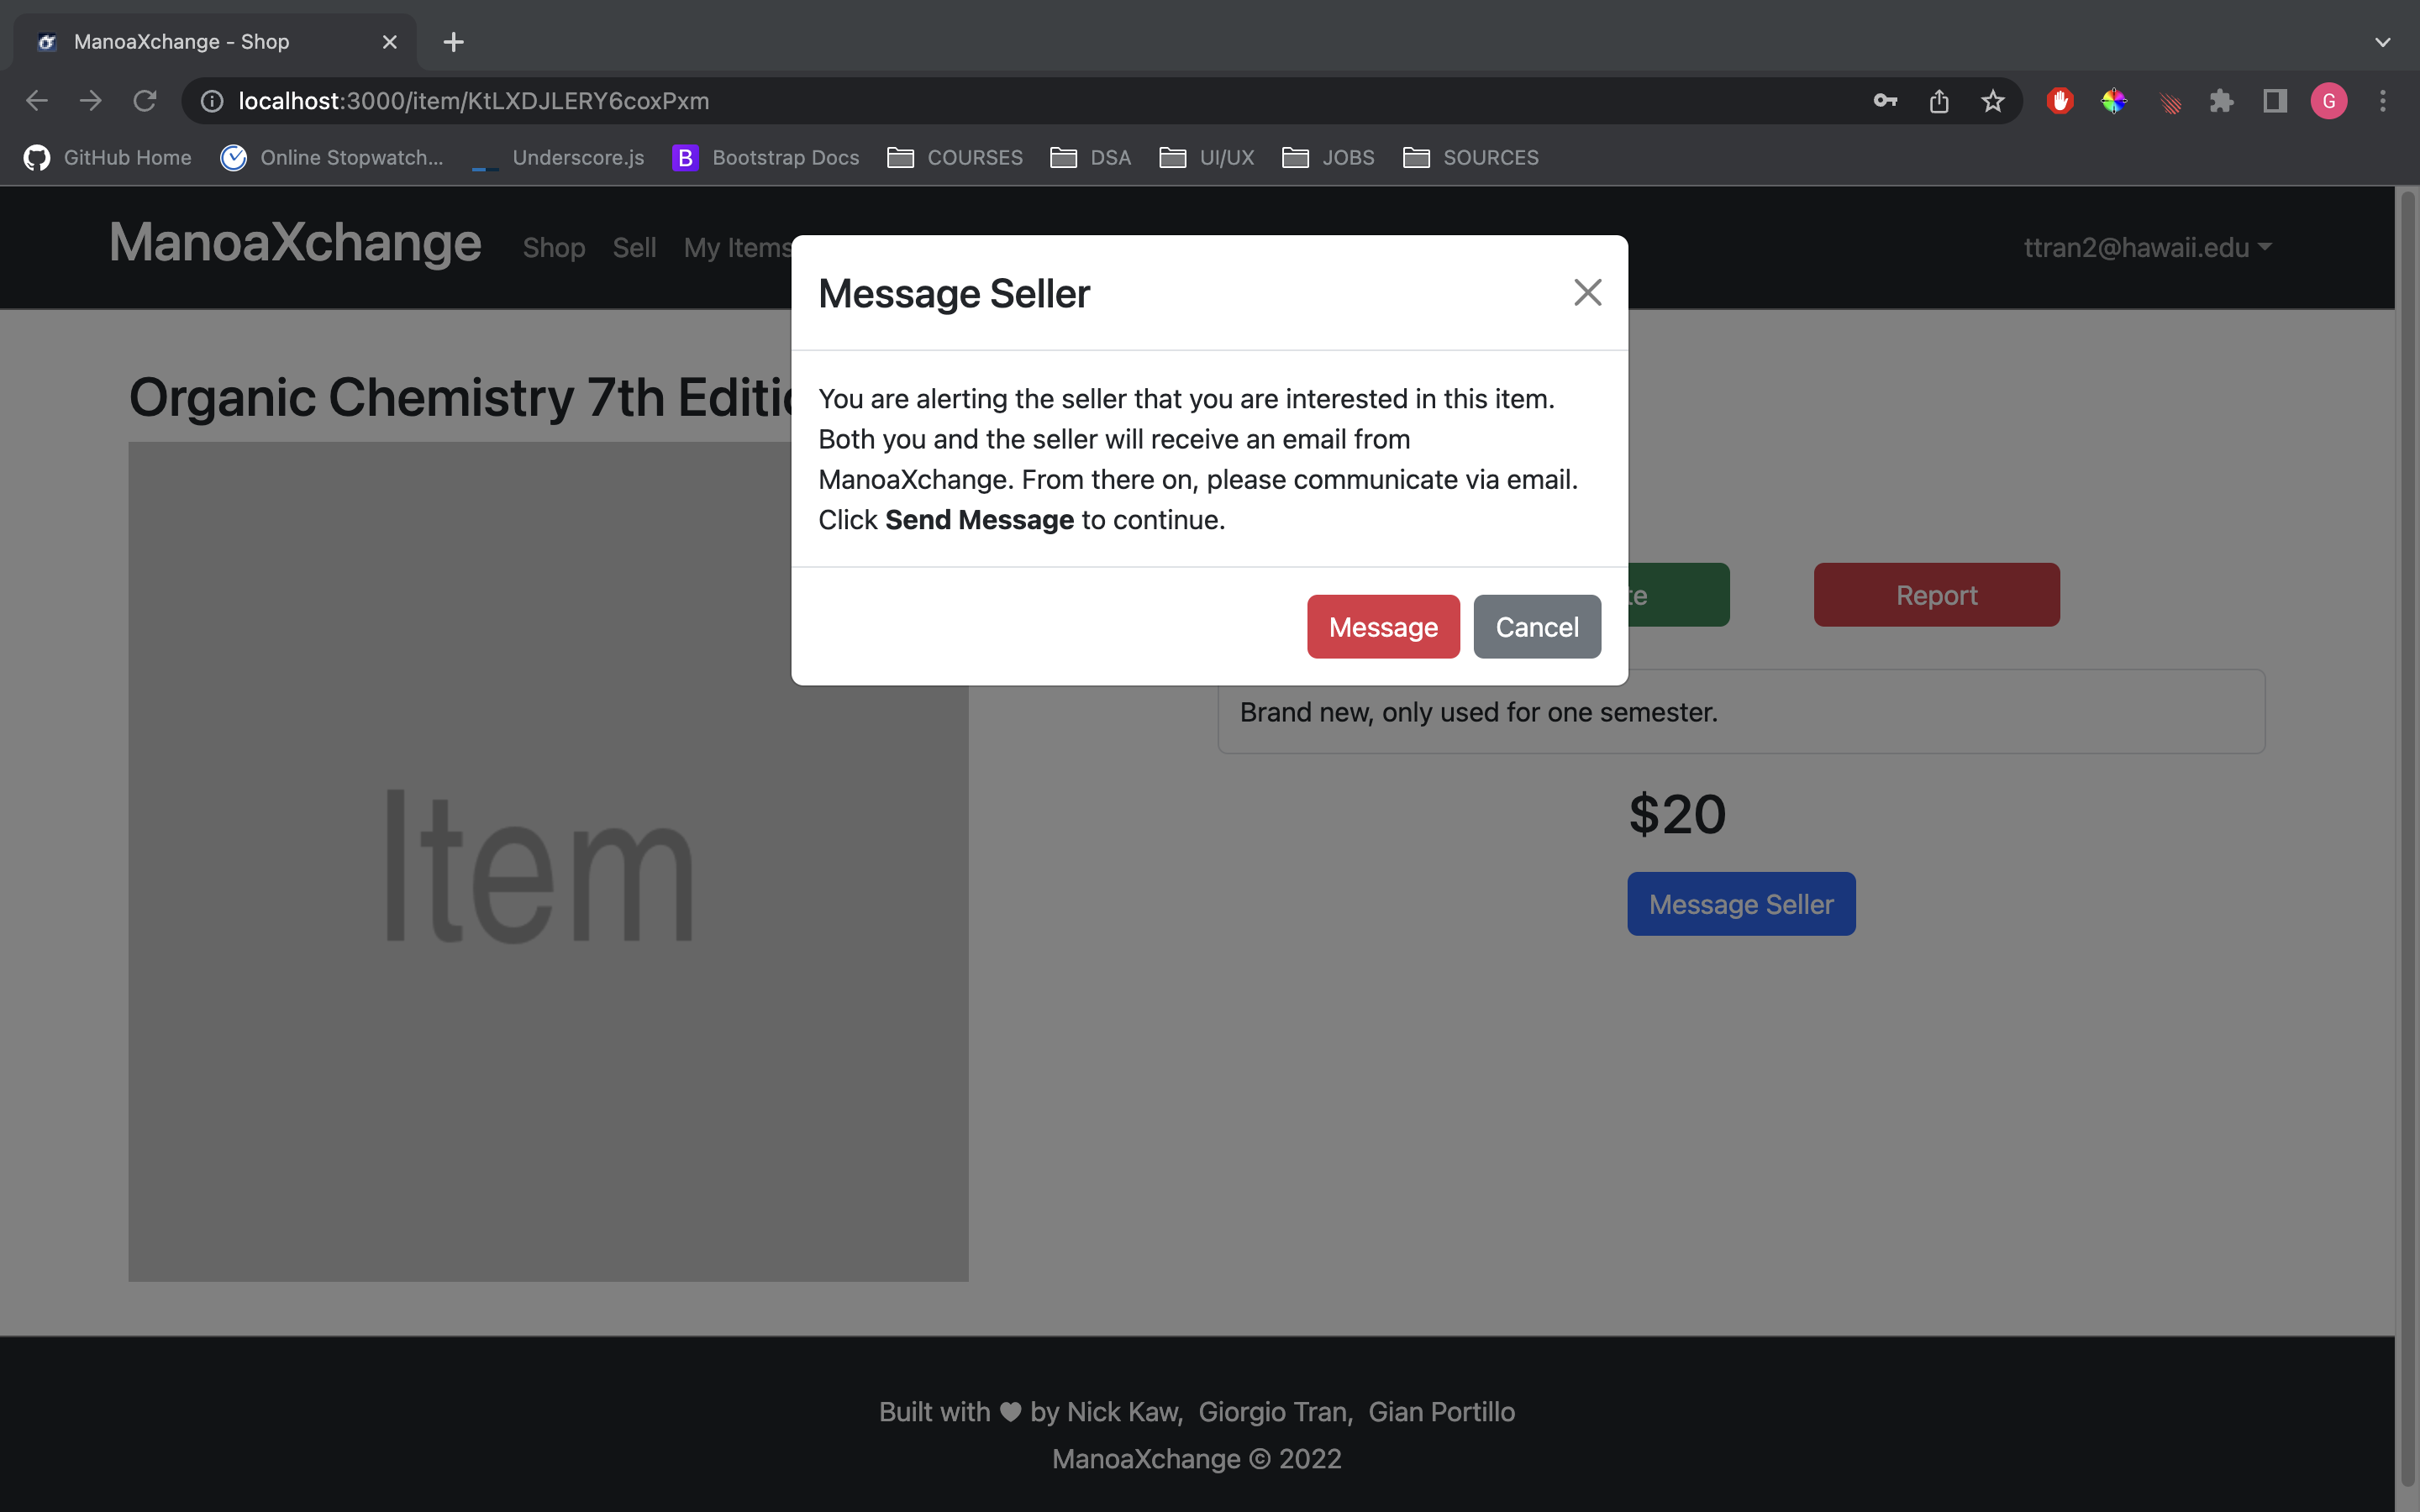 ManoaXchange - Shop
localhost:3000/item/KtLXDJLERY6coxPxm
G
GitHub Home
Online Stopwatch...
Underscore.js
B Bootstrap Docs
COURSES
DSA
UI/UX
JOBS
SOURCES
ManoaXchange
Shop
Sell
My Items
ttran2@hawaii.edu
Message Seller
You are alerting the seller that you are interested in this item.
Both you and the seller will receive an email from
ManoaXchange. From there on, please communicate via email.
Click Send Message to continue.
Message
Cancel
Organic Chemistry 7th
Item
Report
Brand new, only used for one semester.
$20
Message Seller
Built with by Nick Kaw, Giorgio Tran, Gian Portillo
ManoaXchange © 2022